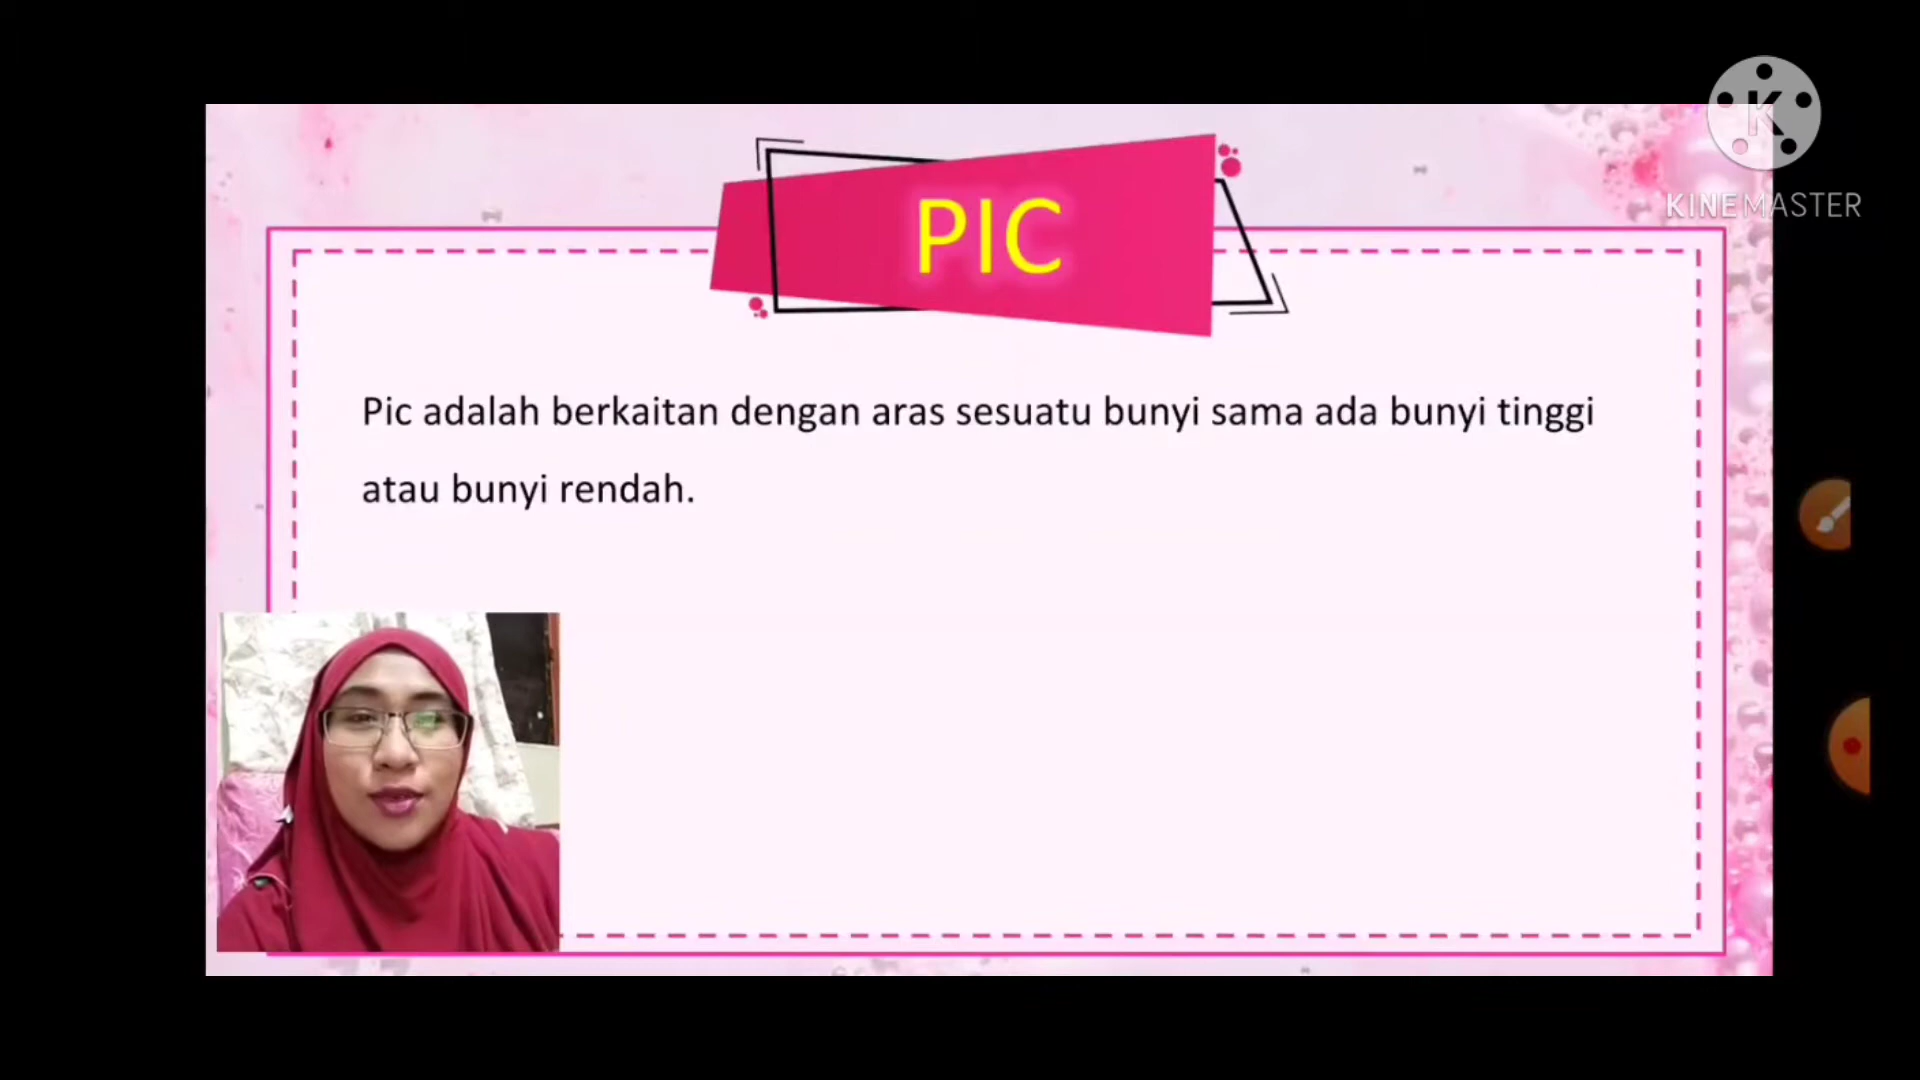 PIC
K
KINEMASTER
Pic adalah berkaitan dengan aras sesuatu bunyi sama ada bunyi tinggi
atau bunyi rendah.